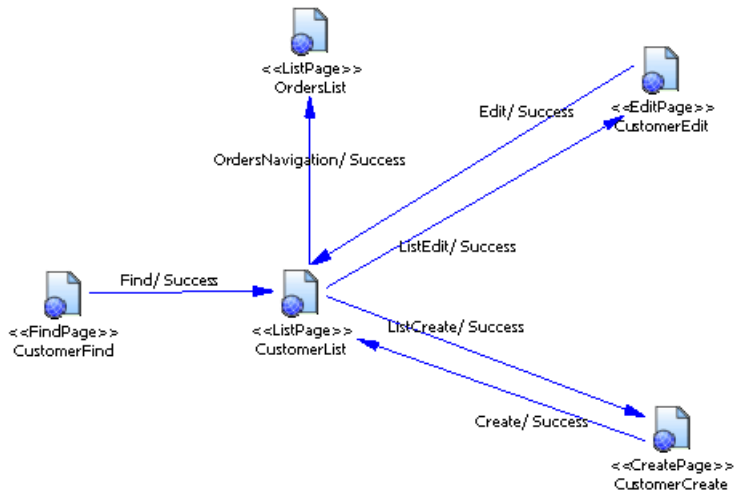 <<ListPage>>
OrdersList
<<EditPage>>
CustomerEdit
Edit/ Success
OrdersNavigation/ Success
ListEdit/ Success
Find/ Success
<<FindPage>>
CustomerFind
<<ListPage>>
CustomerList
ListCreate/ Success
Create/ Success
<<CreatePage>>
CustomerCreate